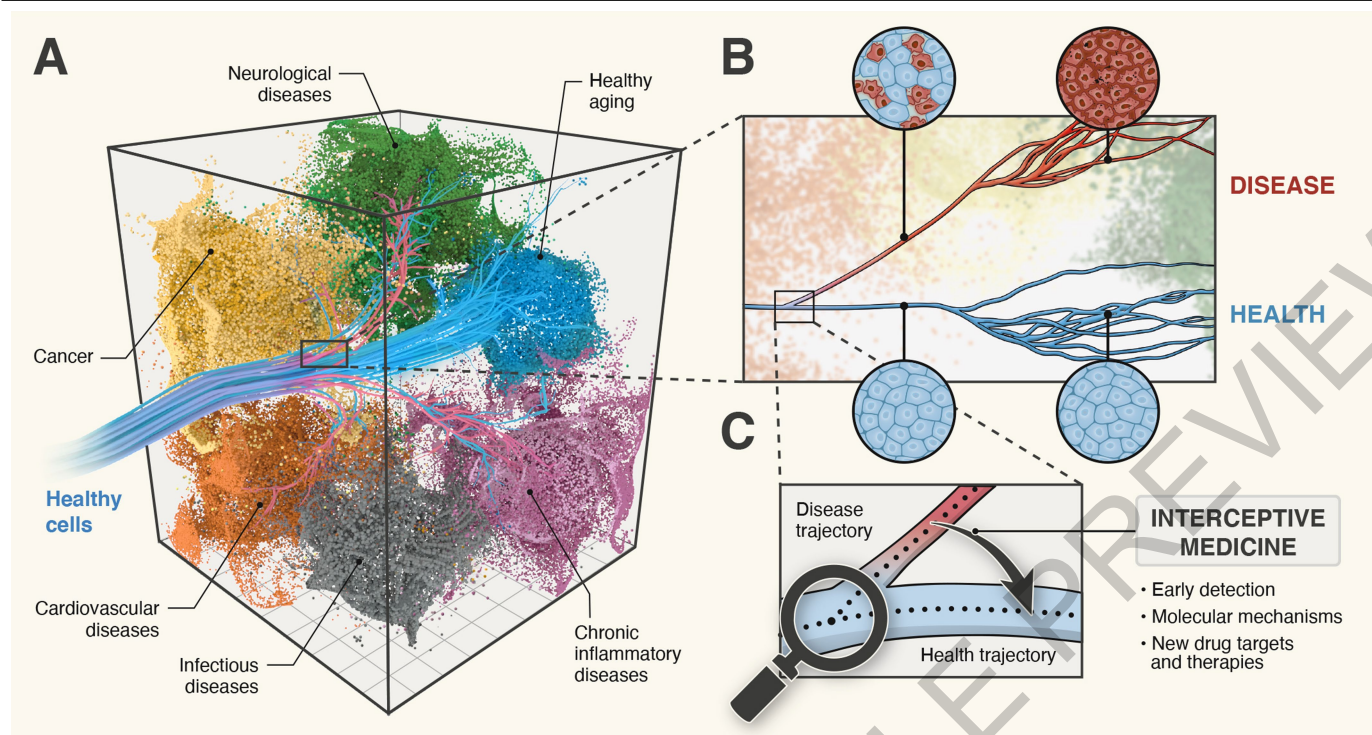 A
Neurological
diseases
Healthy
aging
Cancer
Healthy
cells
Cardiovascular
diseases
Infectious
diseases
Chronic
inflammatory
diseases
B
DISEASE
HEALTH
C
Disease
trajectory
Health trajectory
INTERCEPTIVE
MEDICINE
• Early detection
• Molecular mechanisms
• New drug targets
and therapies
PREVIEW